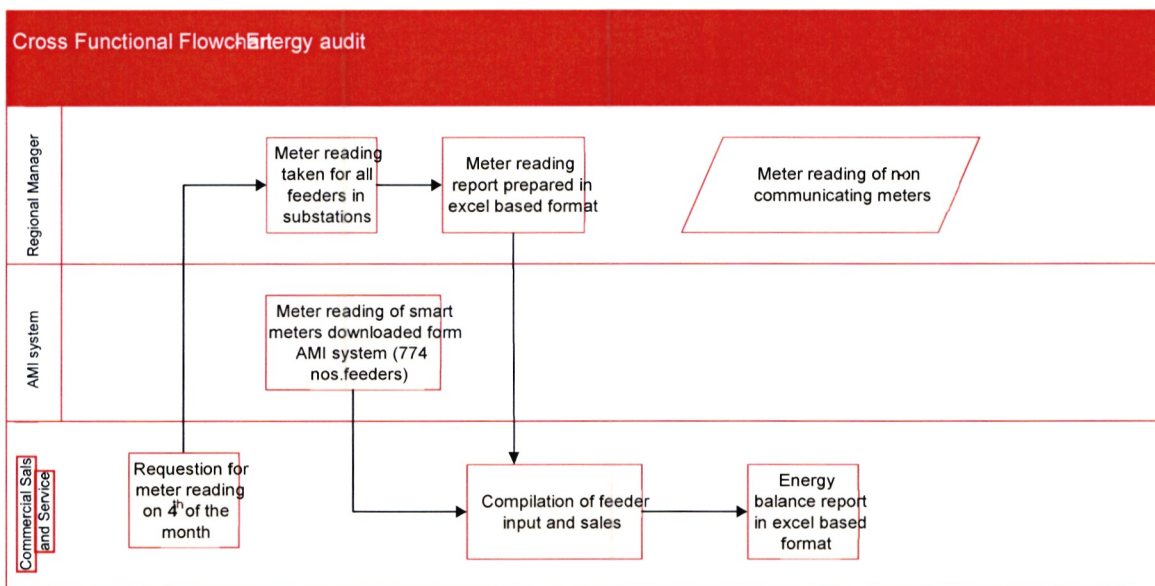 Cross Functional Flowchart-Energy audit
Regional Manager
Meter reading
taken for all
feeders in
substations
Meter reading
report prepared in
excel based format
Meter reading of non
communicating meters
AMI system
Meter reading of smart
meters downloaded form
AMI system (774
nos.feeders)
Commercial Sals
and Service
Requestion for
meter reading
on 4th of the
month
Compilation of feeder
input and sales
Energy
balance report
in excel based
format